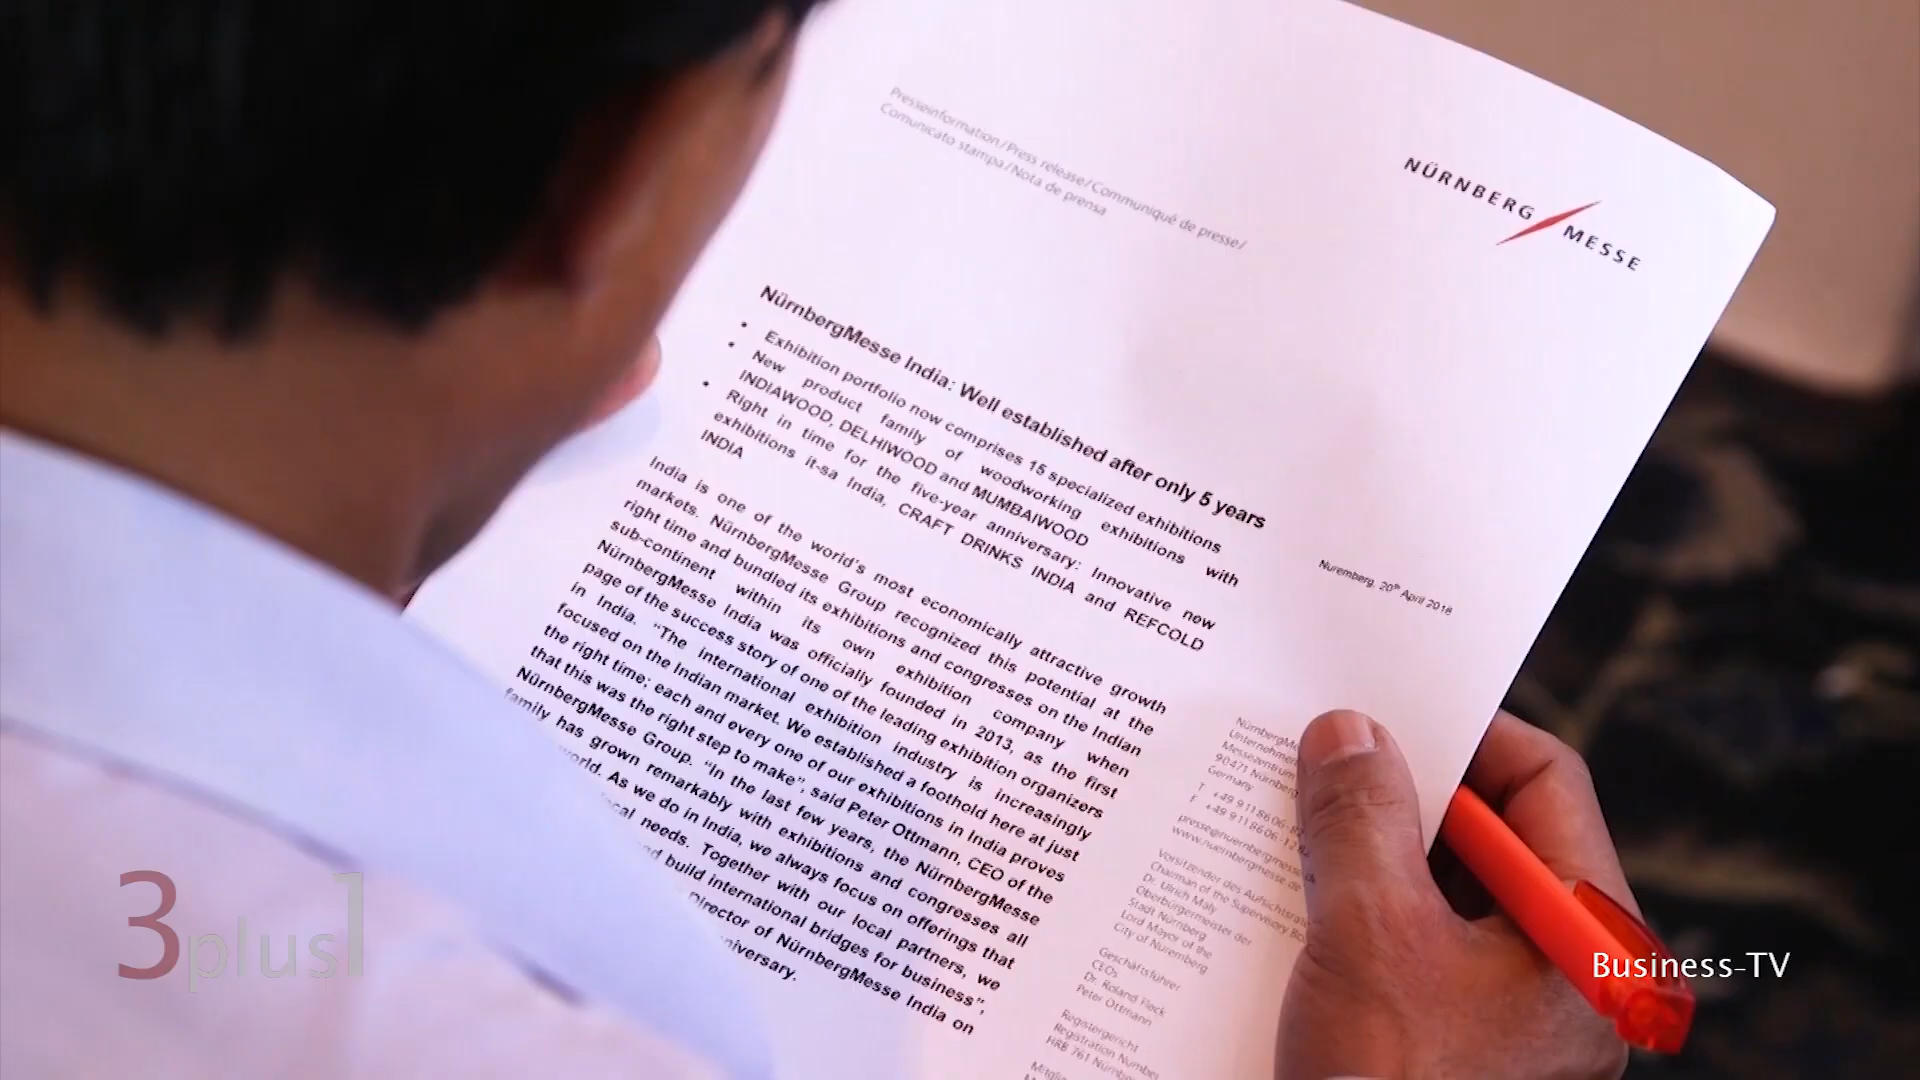 Presseinformation / Press release / Communiqué de presse /
Comunicato stampa / Nota de prensa
NÜRNBERG MESSE
NürnbergMesse India: Well established after only 5 years
• Exhibition portfolio now comprises 15 specialized exhibitions
• New product family of woodworking exhibitions with
INDIAWOOD, DELHIWOOD and MUMBAIWOOD
• Right in time for the five-year anniversary: Innovative new
exhibitions it-sa India, CRAFT DRINKS INDIA and REFCOLD
INDIA
Nuremberg, 20th April 2018
India is one of the world's most economically attractive growth
markets. NürnbergMesse Group recognized this potential at the
right time and bundled its exhibitions and congresses on the Indian
sub-continent within its own exhibition company when
NürnbergMesse India was officially founded in 2013, as the first
page of the success story of one of the leading exhibition organizers
in India. “The international exhibition industry is increasingly
focused on the Indian market. We established a foothold here at just
the right time; each and every one of our exhibitions in India proves
that this was the right step to make”, said Peter Ottmann, CEO of the
NürnbergMesse Group. “In the last few years, the NürnbergMesse
family has grown remarkably with exhibitions and congresses all
world. As we do in India, we always focus on offerings that
needs. Together with our local partners, we
and build international bridges for business”,
Director of NürnbergMesse India on
Messezentrum
90471 Nürnberg
Germany
T +49 9 11 86 06-
F +49 9 11 86 06-12
www.nuernbergmesse.de
Vorsitzender des Aufsichtsrates
Chairman of the Supervisory
Dr. Ulrich Maly
Oberbürgermeister der
Stadt Nürnberg
Lord Mayor of the
City of Nuremberg
Geschäftsführer
CEOs
Dr. Roland Fleck
Peter Ottmann
Registergericht
Registration Number
HRB 761
3plus1
Business-TV